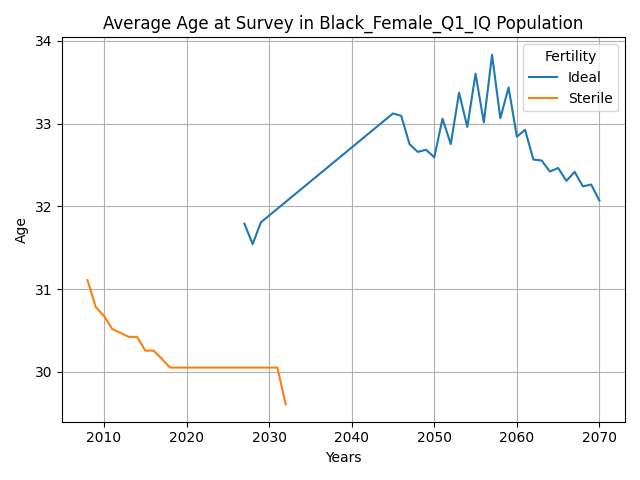 Average Age at Survey in Black_Female_Q1_IQ Population
34
33
32
31
30
Age
Fertility
Ideal
Sterile
2010
2020
2030
2040
2050
2060
2070
Years